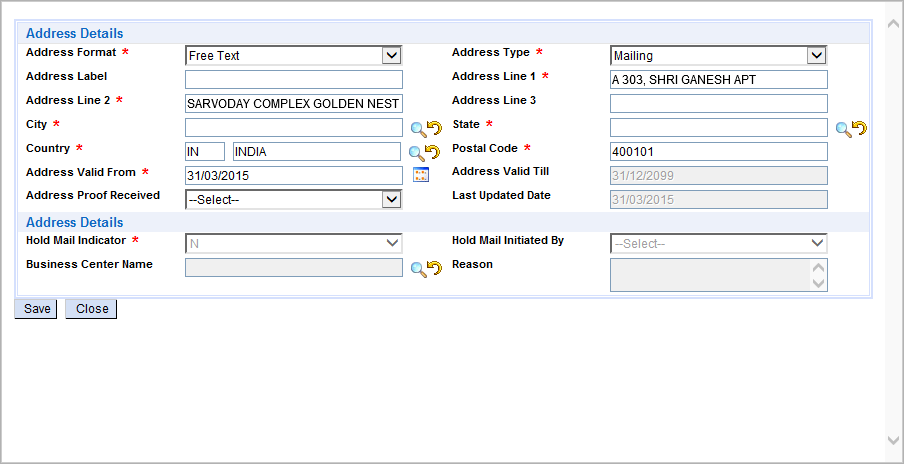 Address Details
Address Format * Free Text Address Type * Mailing
Address Label Address Line 1 * A 303, SHRI GANESH APT
Address Line 2 * SARVODAY COMPLEX GOLDEN NEST Address Line 3
City * State *
Country * IN INDIA Postal Code * 400101
Address Valid From * 31/03/2015 Address Valid Till 31/12/2099
Address Proof Received --Select-- Last Updated Date 31/03/2015
Address Details
Hold Mail Indicator * N Hold Mail Initiated By --Select--
Business Center Name Reason
Save Close